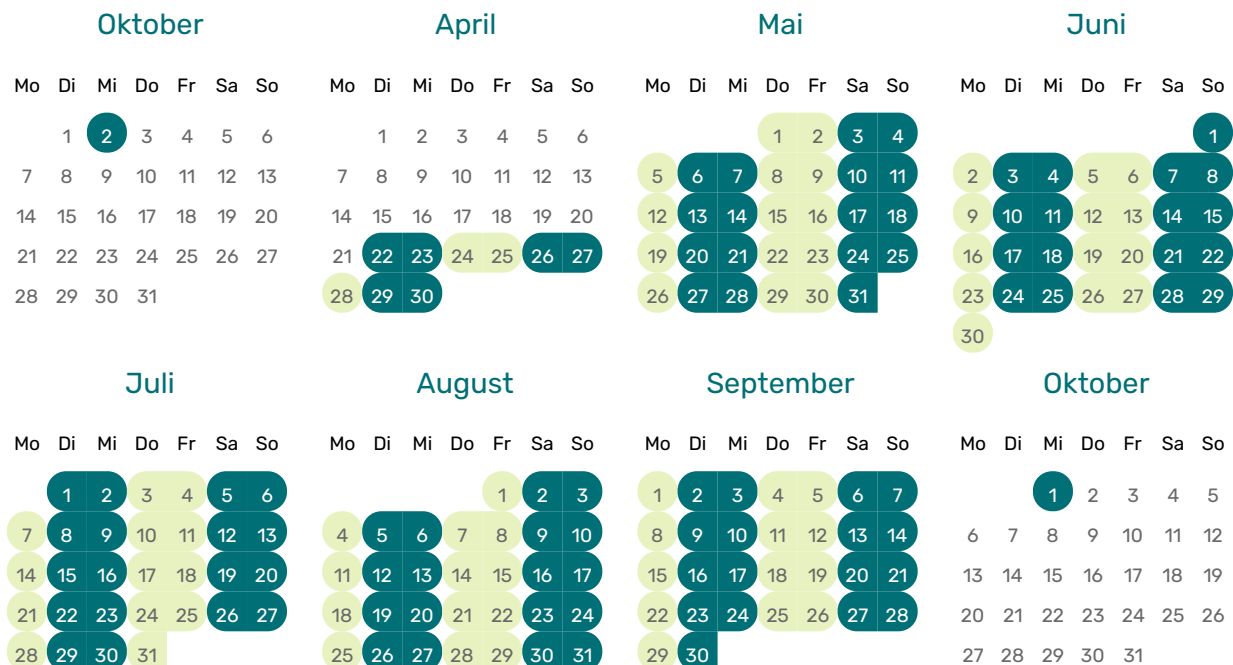 Oktober April Mai Juni
Mo Di Mi Do Fr Sa So Mo Di Mi Do Fr Sa So Mo Di Mi Do Fr Sa So Mo Di Mi Do Fr Sa So
1 2 3 4 5 6 1 2 3 4 5 6 1 2 3 4 1
7 8 9 10 11 12 13 7 8 9 10 11 12 13 5 6 7 8 9 10 11 2 3 4 5 6 7 8
14 15 16 17 18 19 20 14 15 16 17 18 19 20 12 13 14 15 16 17 18 9 10 11 12 13 14 15
21 22 23 24 25 26 27 21 22 23 24 25 26 27 19 20 21 22 23 24 25 16 17 18 19 20 21 22
28 29 30 31 28 29 30 26 27 28 29 30 31 23 24 25 26 27 28 29
30
Juli August September Oktober
Mo Di Mi Do Fr Sa So Mo Di Mi Do Fr Sa So Mo Di Mi Do Fr Sa So Mo Di Mi Do Fr Sa So
1 2 3 4 5 6 1 2 3 1 2 3 4 5 6 7 1 2 3 4 5
7 8 9 10 11 12 13 4 5 6 7 8 9 10 8 9 10 11 12 13 14 6 7 8 9 10 11 12
14 15 16 17 18 19 20 11 12 13 14 15 16 17 15 16 17 18 19 20 21 13 14 15 16 17 18 19
21 22 23 24 25 26 27 18 19 20 21 22 23 24 22 23 24 25 26 27 28 20 21 22 23 24 25 26
28 29 30 31 25 26 27 28 29 30 31 29 30 27 28 29 30 31